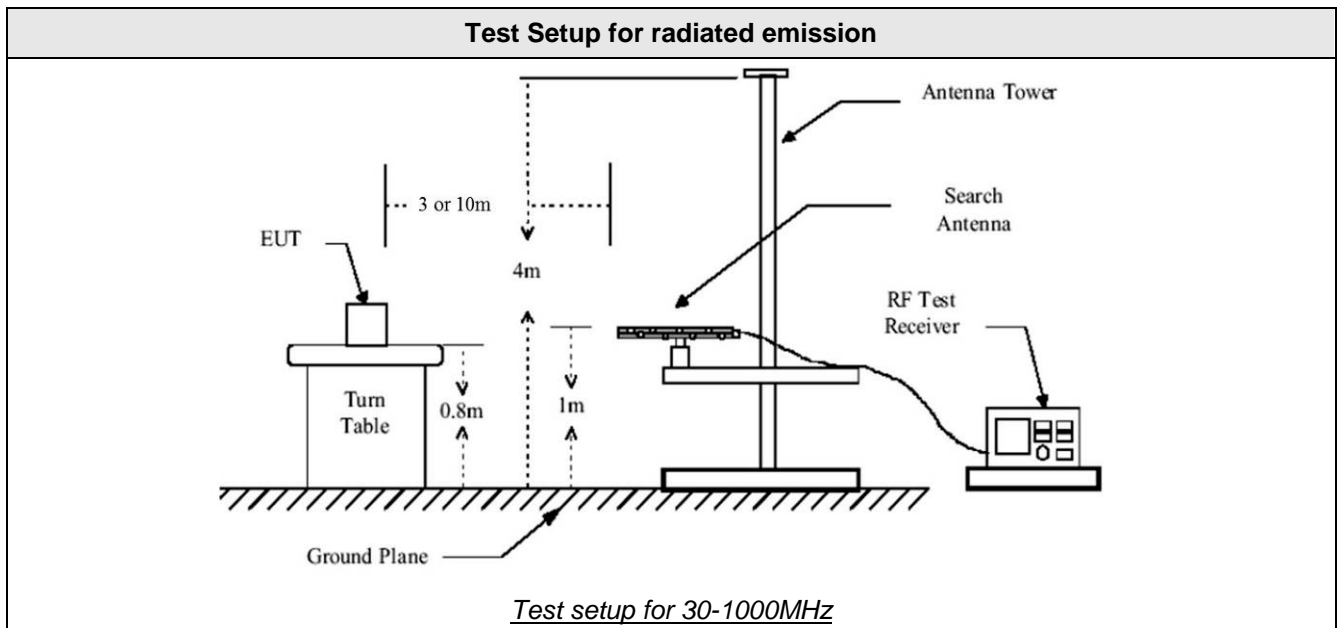 Test Setup for radiated emission
Antenna Tower
3 or 10m
Search
Antenna
EUT
4m
RF Test
Receiver
Turn
Table
0.8m
1m
Ground Plane
Test setup for 30-1000MHz